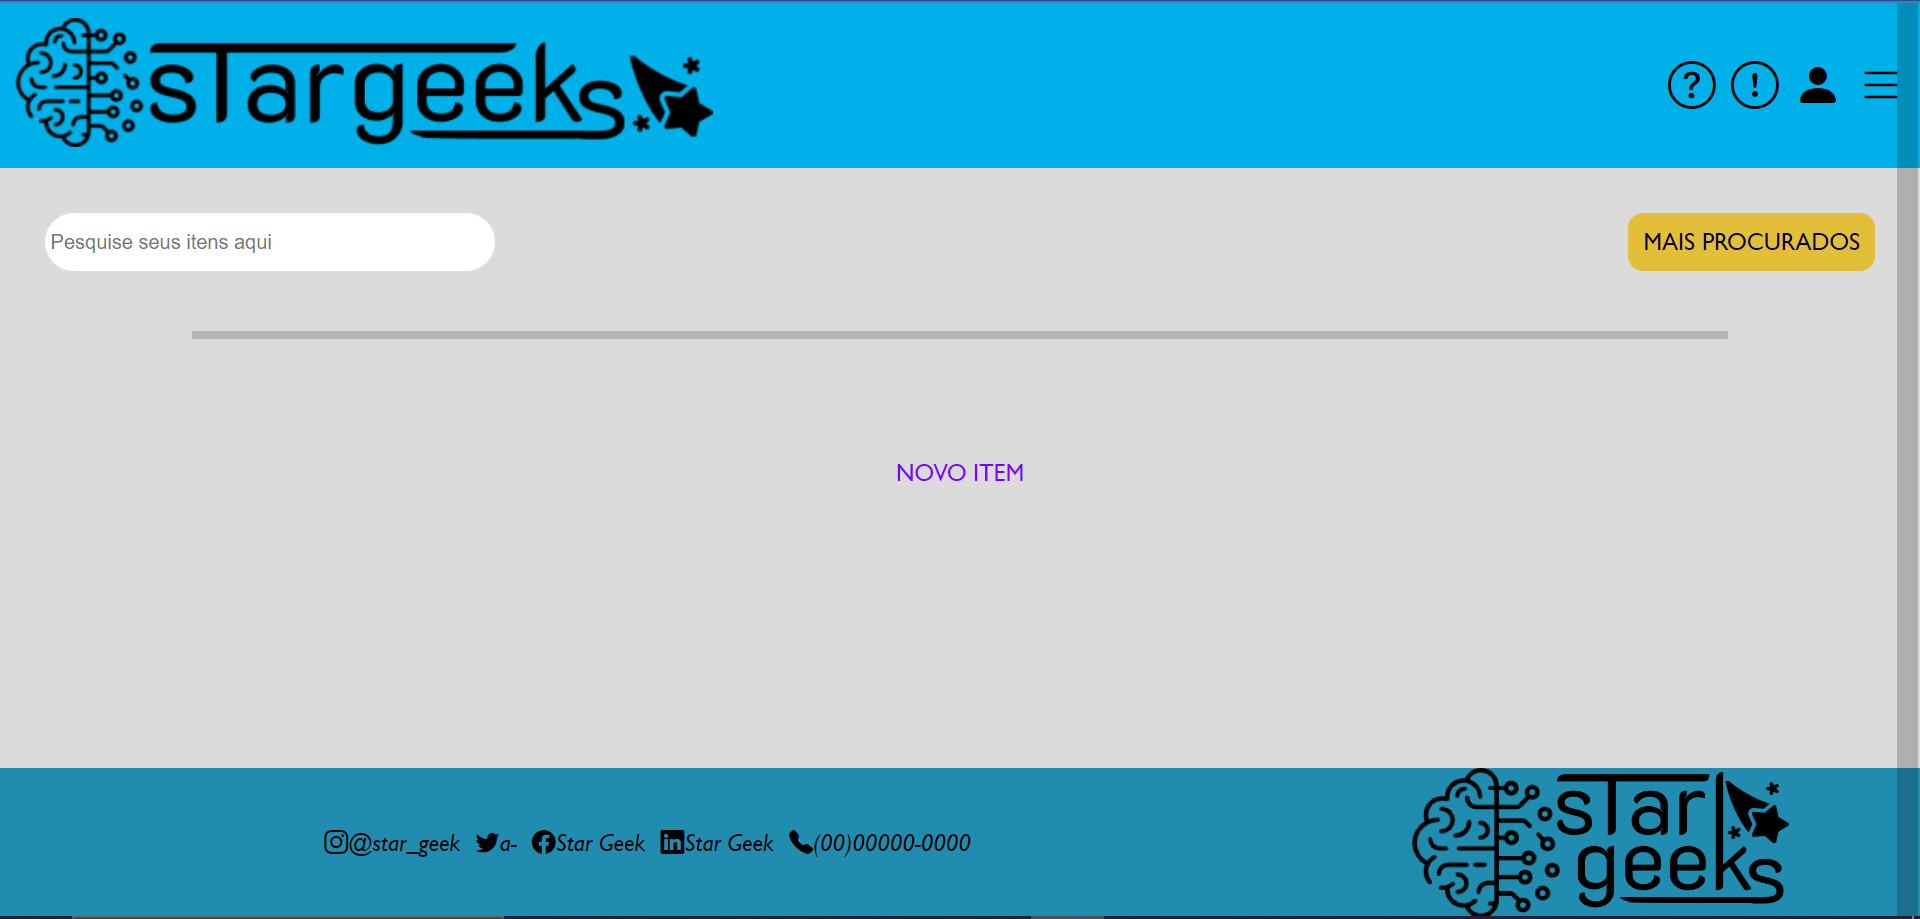 sTargeeks
? !
Pesquise seus itens aqui
MAIS PROCURADOS
NOVO ITEM
@star_geek a- Star Geek in Star Geek (00)00000-0000
sTar
geeks